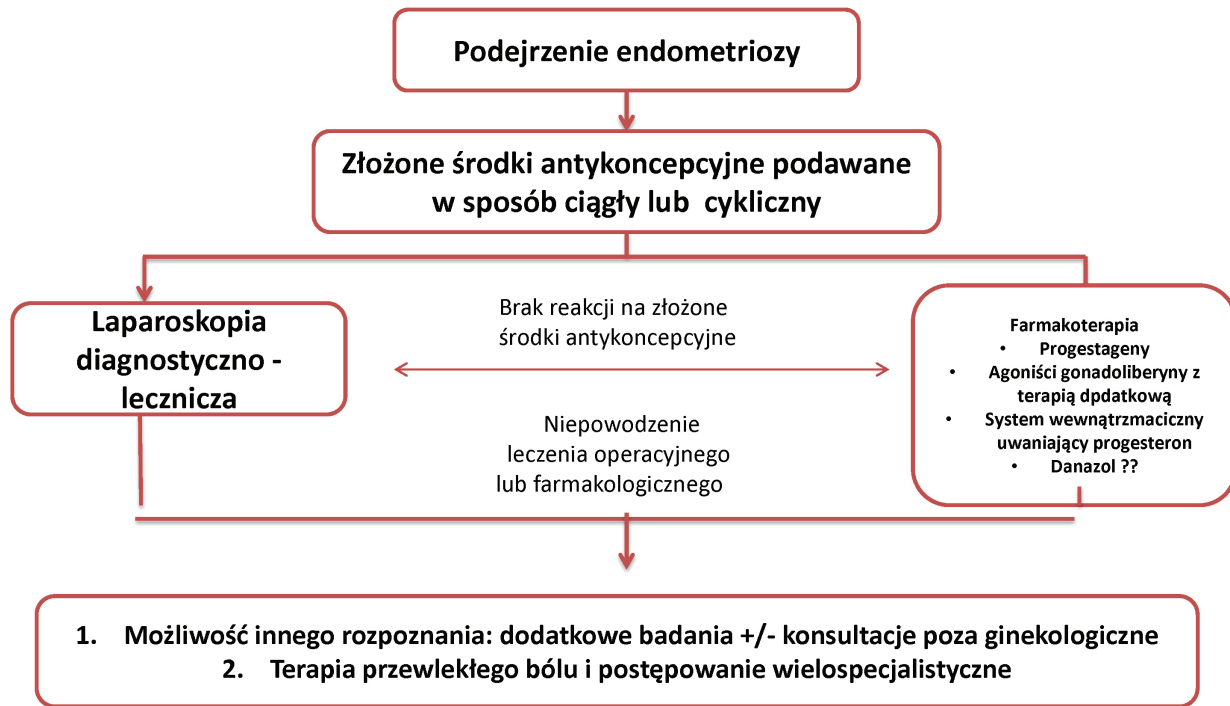 Podejrzenie endometriozy
Złożone środki antykoncepcyjne podawane
w sposób ciągły lub cykliczny
Laparoskopia
diagnostyczno -
lecznicza
Brak reakcji na złożone
środki antykoncepcyjne
Niepowodzenie
leczenia operacyjnego
lub farmakologicznego
Farmakoterapia
• Progestageny
• Agoniści gonadoliberyny z
terapią dpdatkową
• System wewnątrzmaciczny
uwaniający progesteron
• Danazol ??
1. Możliwość innego rozpoznania: dodatkowe badania +/- konsultacje poza ginekologiczne
2. Terapia przewlekłego bólu i postępowanie wielospecjalistyczne